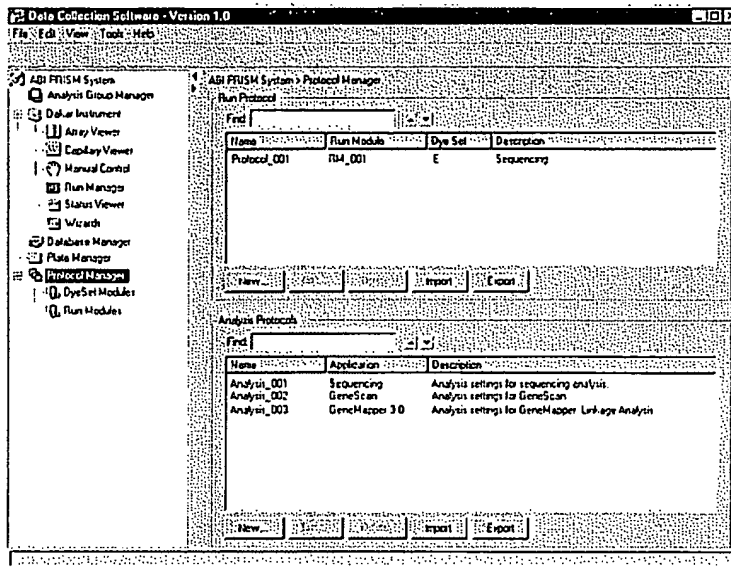 Data Collection Software - Version 1.0
File Edit View Tools Help
ABI PRISM System
Analysis Group Manager
Dakar Instrument
Array Viewer
Capillary Viewer
Manual Control
Run Manager
Status Viewer
Wizards
Database Manager
Plate Manager
Protocol Manager
DyeSet Modules
Run Modules
ABI PRISM System > Protocol Manager
Run Protocol
Find
Name Run Module Dye Set Description
Protocol_001 RM_001 E Sequencing
New... Import Export
Analysis Protocols
Find
Name Application Description
Analysis_001 Sequencing Analysis settings for sequencing analysis.
Analysis_002 GeneScan Analysis settings for GeneScan
Analysis_003 GeneMapper 3.0 Analysis settings for GeneMapper Linkage Analysis
New... Import Export